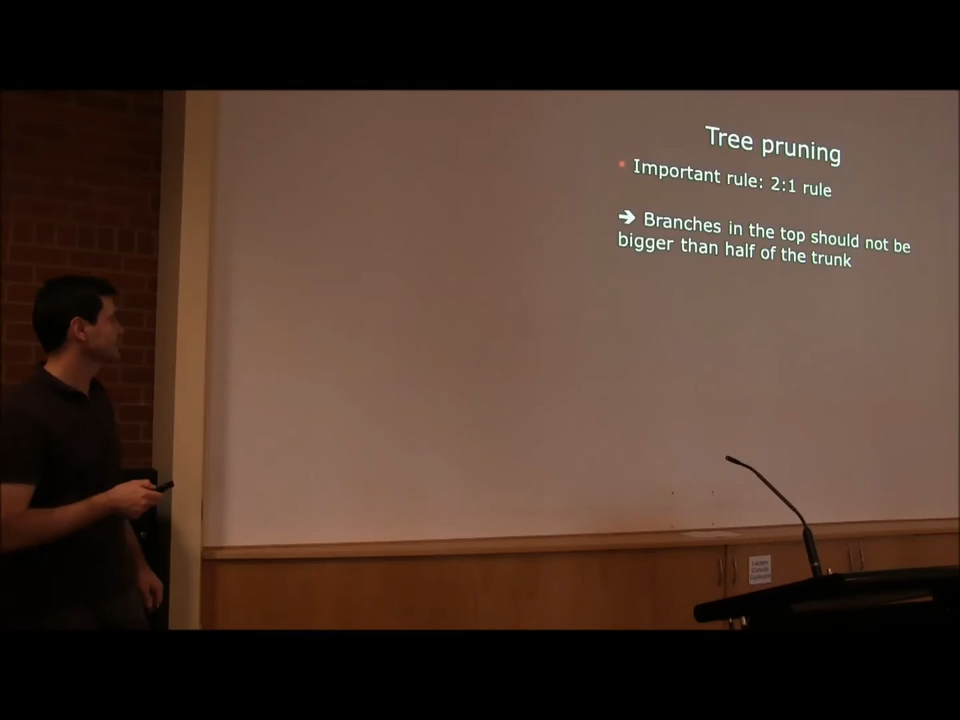 Tree pruning
Important rule: 2:1 rule
➔ Branches in the top should not be
bigger than half of the trunk